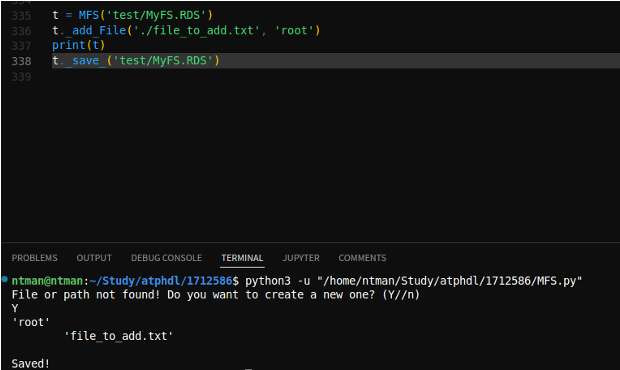 335 t = MFS('test/MyFS.RDS')
336 t._add_File('./file_to_add.txt', 'root')
337 print(t)
338 t._save_('test/MyFS.RDS')
339
PROBLEMS OUTPUT DEBUG CONSOLE TERMINAL JUPYTER COMMENTS
ntman@ntman:~/Study/atphdl/1712586$ python3 -u "/home/ntman/Study/atphdl/1712586/MFS.py"
File or path not found! Do you want to create a new one? (Y//n)
Y
'root'
'file_to_add.txt'
Saved!